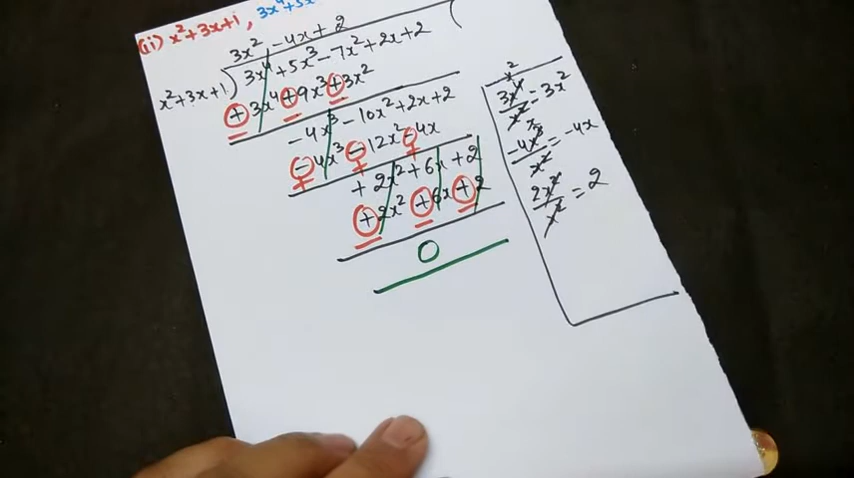 (ii) x²+3x+1, 3x⁴+5x
3x² -4x + 2
x²+3x+1) 3x⁴+5x³-7x²+2x+2 (
+3x⁴+9x³+3x²
-4x³-10x²+2x+2
-4x³-12x²-4x
+2x²+6x+2
+2x²+6x+2
0
x²
3x⁴/x² = 3x²
x
-4x³/x² = -4x
2x²/x² = 2